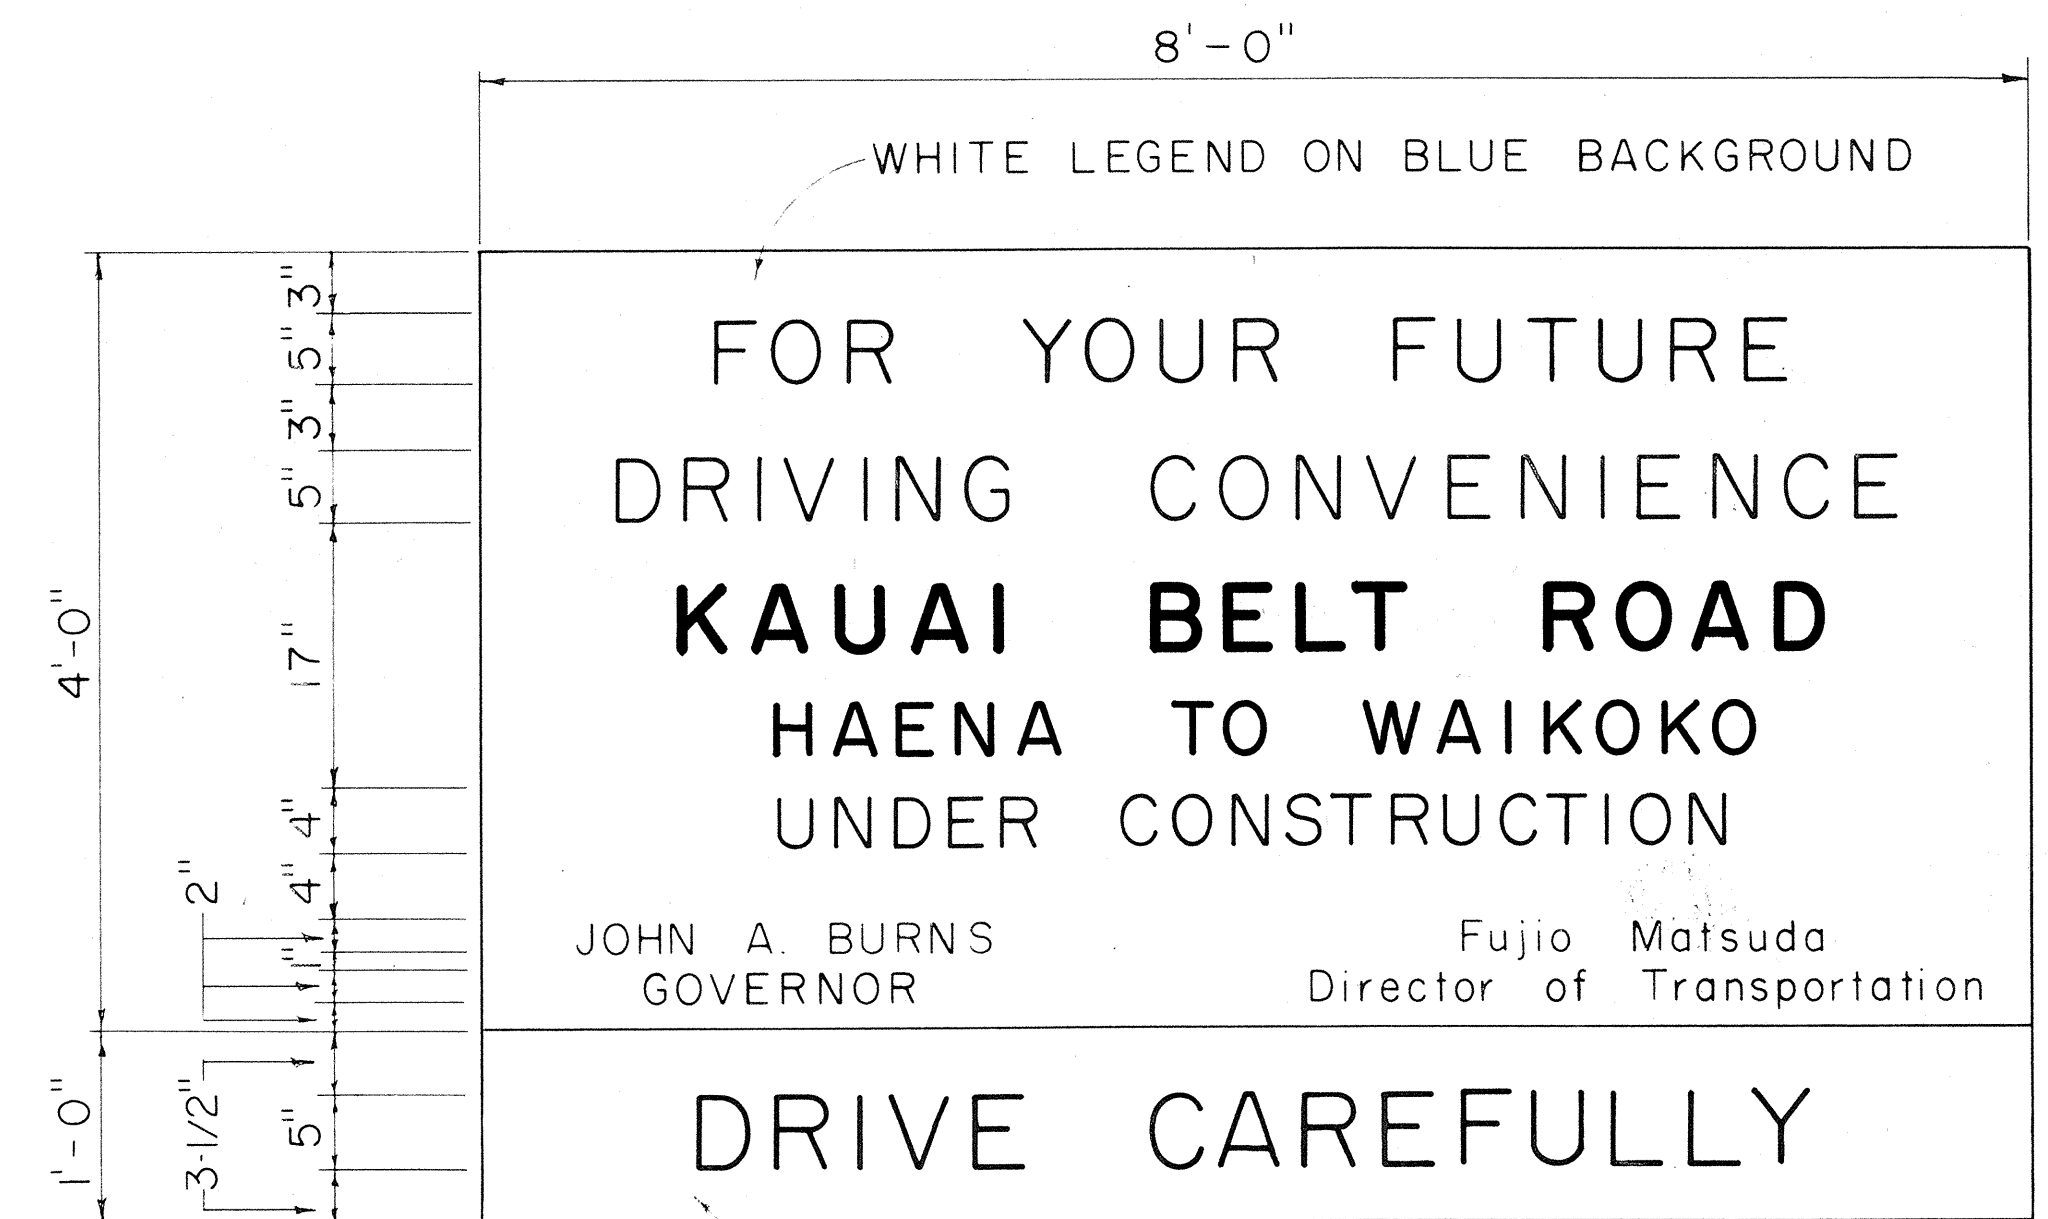 8'-0"
WHITE LEGEND ON BLUE BACKGROUND
3"
5"
3"
5"
17"
4"
4"
2"
1"
4'-0"
FOR YOUR FUTURE
DRIVING CONVENIENCE
KAUAI BELT ROAD
HAENA TO WAIKOKO
UNDER CONSTRUCTION
JOHN A. BURNS
GOVERNOR
Fujio Matsuda
Director of Transportation
1'-0"
3-1/2"
5"
DRIVE CAREFULLY